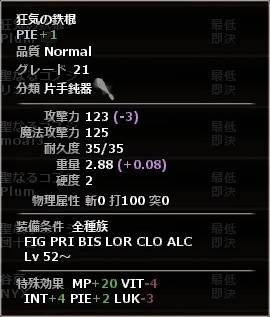 狂気の鉄根
PIE+1
品質 Normal
グレード 21
分類 片手鈍器
攻撃力 123 (-3)
魔法攻撃力 125
耐久度 35/35
重量 2.88 (+0.08)
硬度 2
物理属性 斬0 打100 突0
装備条件 全種族
FIG PRI BIS LOR CLO ALC
Lv 52～
特殊効果 MP+20 VIT-4
INT+4 PIE+2 LUK-3